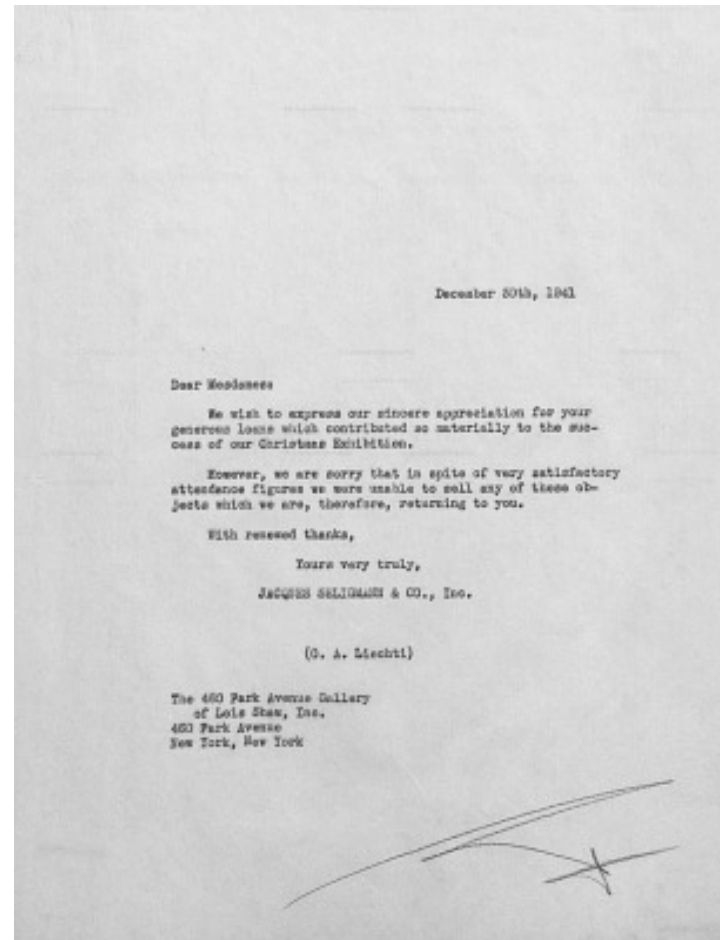 December 30th, 1941
Dear Mesdames
We wish to express our sincere appreciation for your
generous loans which contributed so materially to the suc-
cess of our Christmas Exhibition.
However, we are sorry that in spite of very satisfactory
attendance figures we were unable to sell any of these ob-
jects which we are, therefore, returning to you.
With renewed thanks,
Yours very truly,
JACQUES SELIGMANN & CO., Inc.
(G. A. Liechti)
The 460 Park Avenue Gallery
of Lois Shaw, Inc.
460 Park Avenue
New York, New York